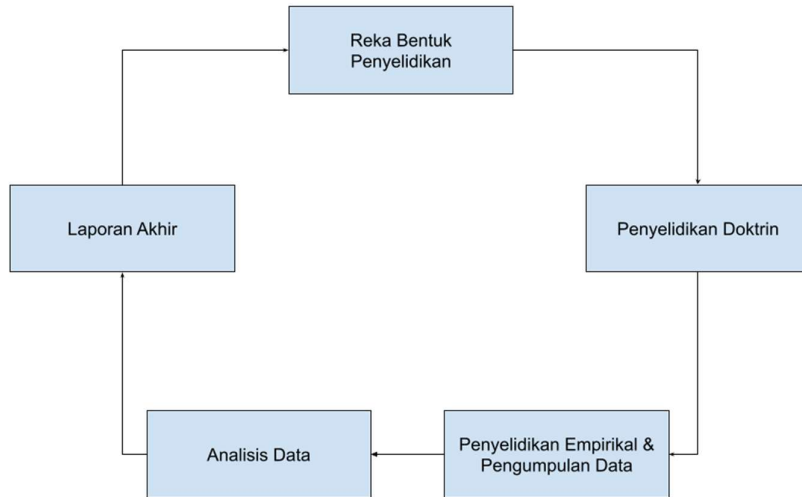 Reka Bentuk
Penyelidikan
Laporan Akhir
Penyelidikan Doktrin
Analisis Data
Penyelidikan Empirikal &
Pengumpulan Data